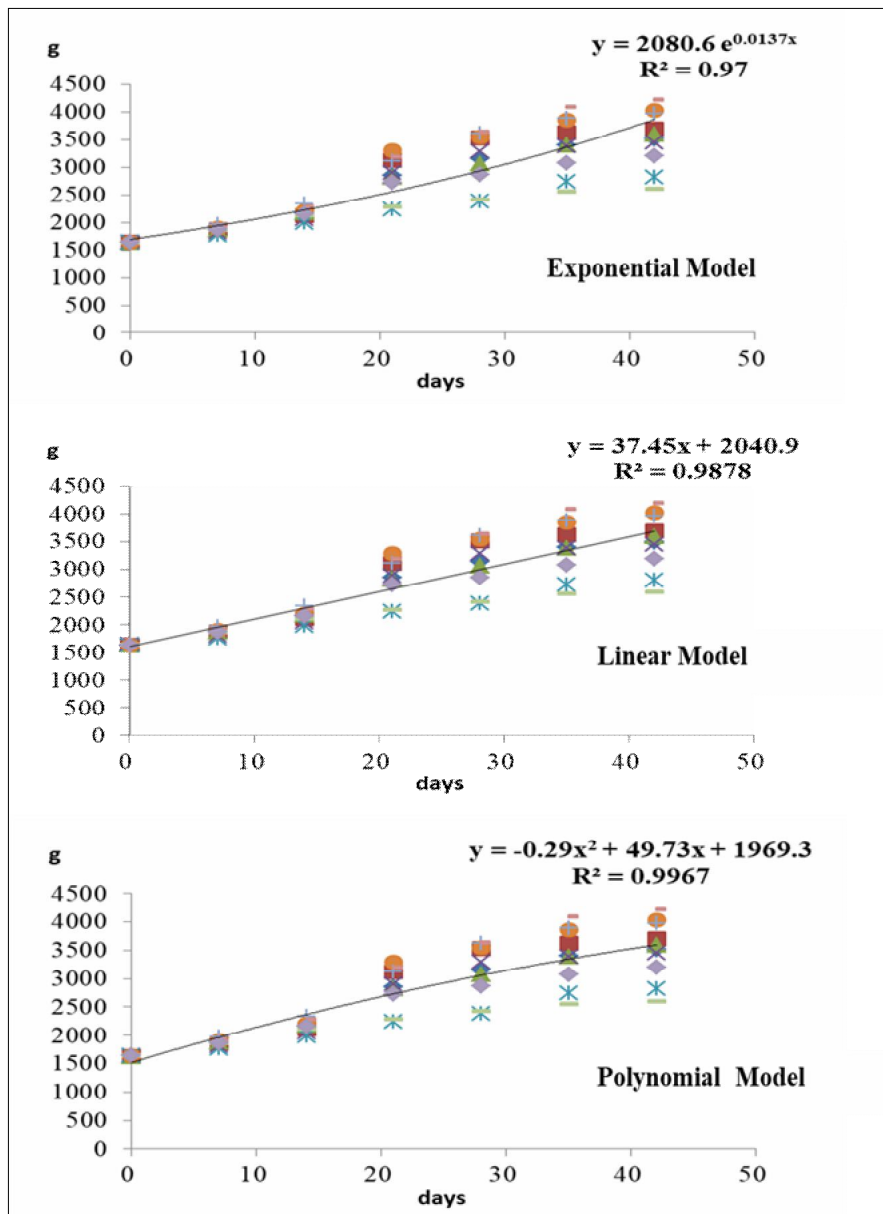 g
y = 2080.6 e^0.0137x
R² = 0.97
4500
4000
3500
3000
2500
2000
1500
1000
500
0
0 10 20 30 40 50
days
Exponential Model
g
y = 37.45x + 2040.9
R² = 0.9878
4500
4000
3500
3000
2500
2000
1500
1000
500
0
0 10 20 30 40 50
days
Linear Model
g
y = -0.29x² + 49.73x + 1969.3
R² = 0.9967
4500
4000
3500
3000
2500
2000
1500
1000
500
0
0 10 20 30 40 50
days
Polynomial Model